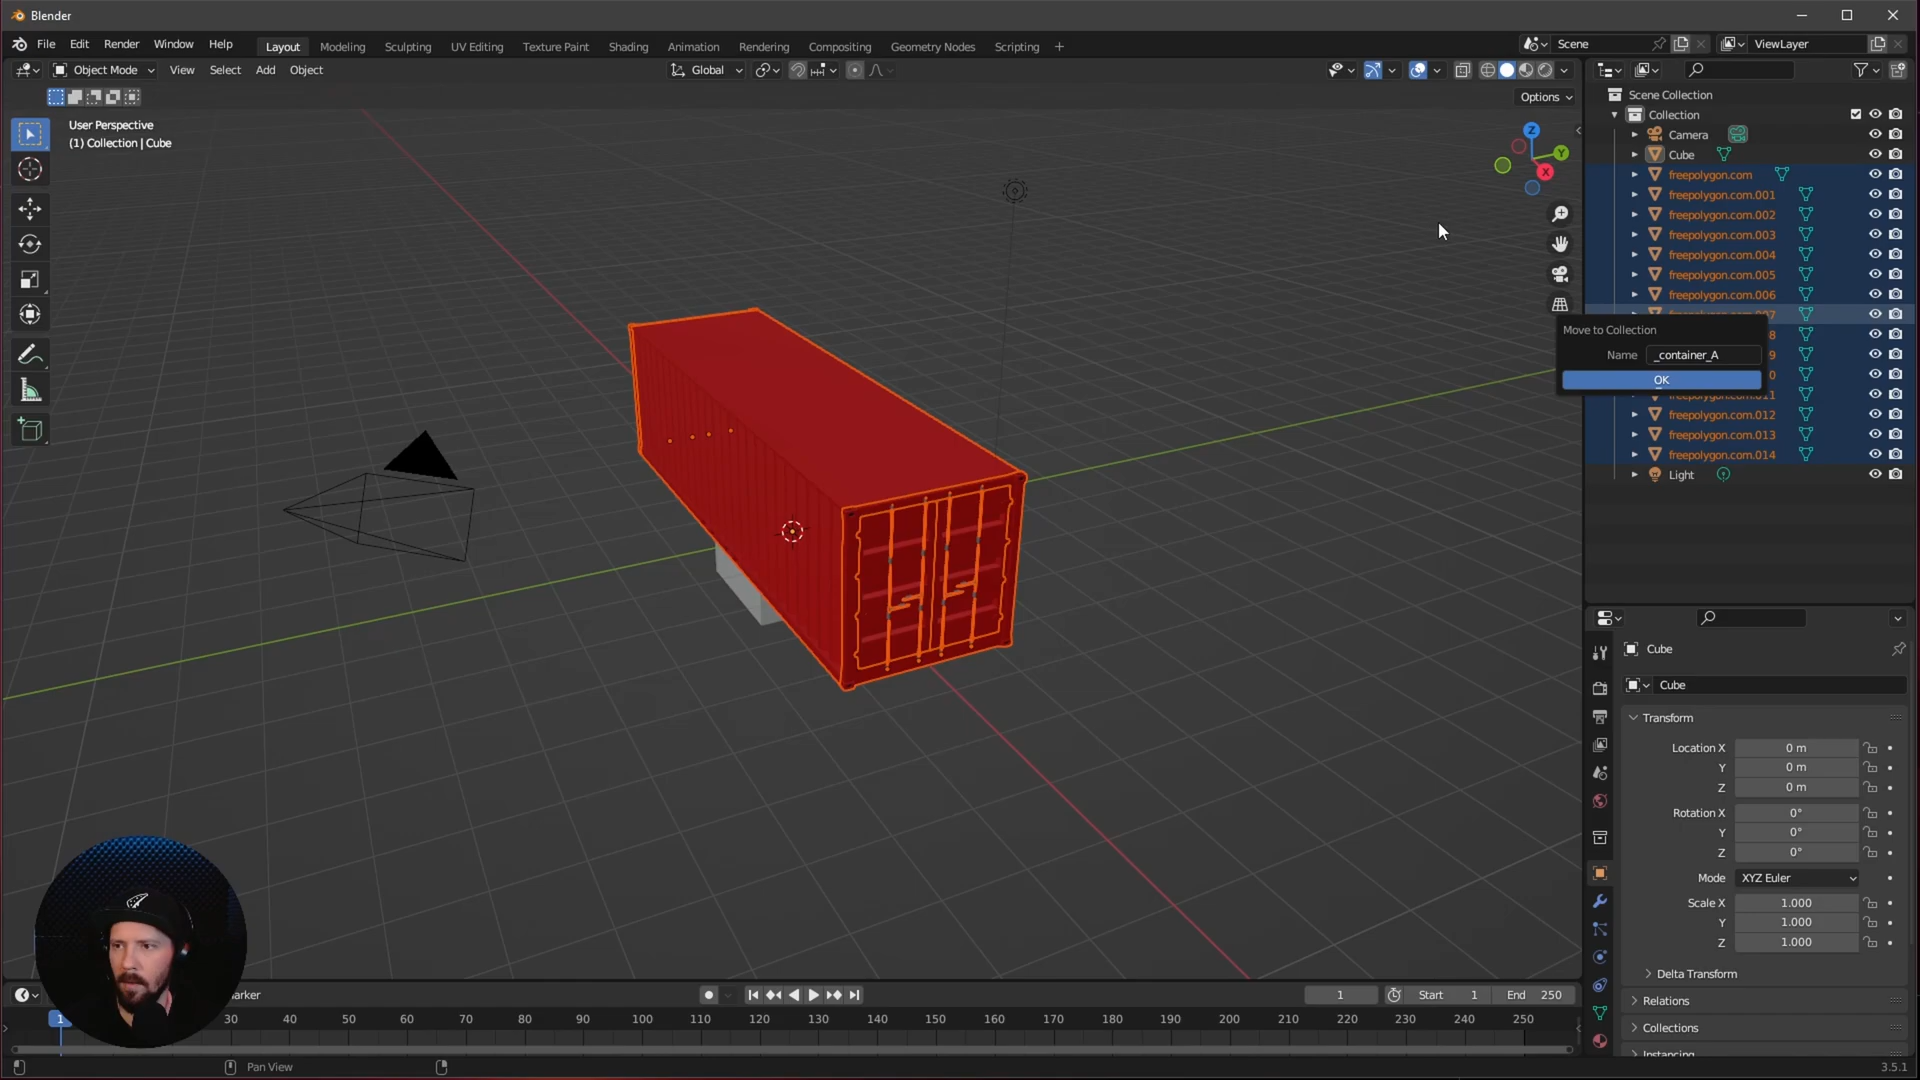 Blender
File Edit Render Window Help Layout Modeling Sculpting UV Editing Texture Paint Shading Animation Rendering Compositing Geometry Nodes Scripting + Scene ViewLayer
Object Mode View Select Add Object Global
Options
User Perspective
(1) Collection | Cube
Z
Y
X
Scene Collection
Collection
Camera
Cube
freepolygon.com
freepolygon.com.001
freepolygon.com.002
freepolygon.com.003
freepolygon.com.004
freepolygon.com.005
freepolygon.com.006
Move to Collection
Name _container_A
OK
8
9
0
freepolygon.com.012
freepolygon.com.013
freepolygon.com.014
Light
Cube
Cube
Transform
Location X 0 m
Y 0 m
Z 0 m
Rotation X 0°
Y 0°
Z 0°
Mode XYZ Euler
Scale X 1.000
Y 1.000
Z 1.000
Delta Transform
Relations
Collections
Instancing
arker 1 Start 1 End 250
1 30 40 50 60 70 80 90 100 110 120 130 140 150 160 170 180 190 200 210 220 230 240 250
Pan View
3.5.1